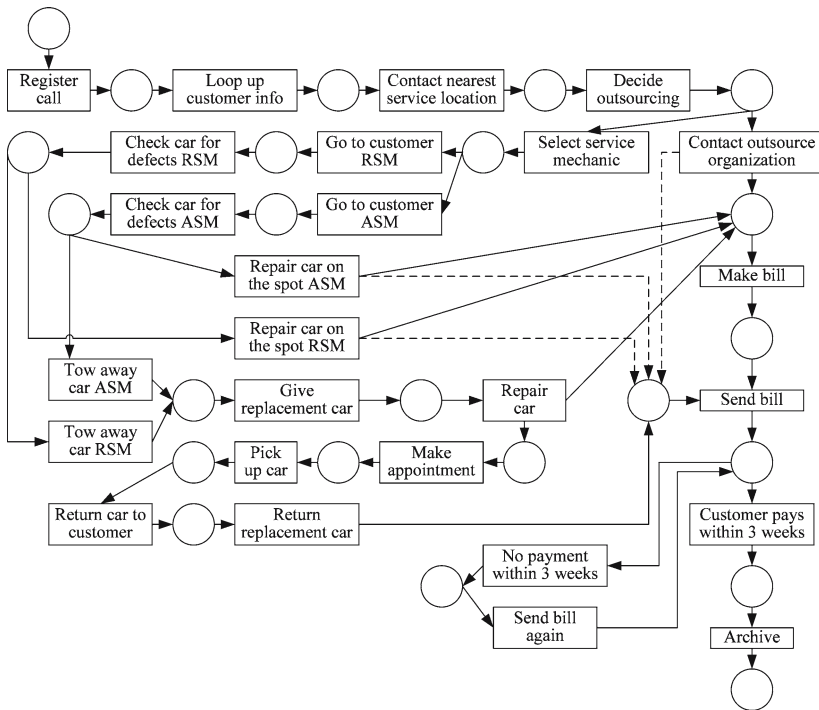 Register
call
Loop up
customer info
Contact nearest
service location
Decide
outsourcing
Check car for
defects RSM
Go to customer
RSM
Select service
mechanic
Contact outsource
organization
Check car for
defects ASM
Go to customer
ASM
Repair car on
the spot ASM
Make bill
Repair car on
the spot RSM
Tow away
car ASM
Give
replacement car
Repair
car
Send bill
Tow away
car RSM
Pick
up car
Make
appointment
Return car to
customer
Return
replacement car
Customer pays
within 3 weeks
No payment
within 3 weeks
Send bill
again
Archive